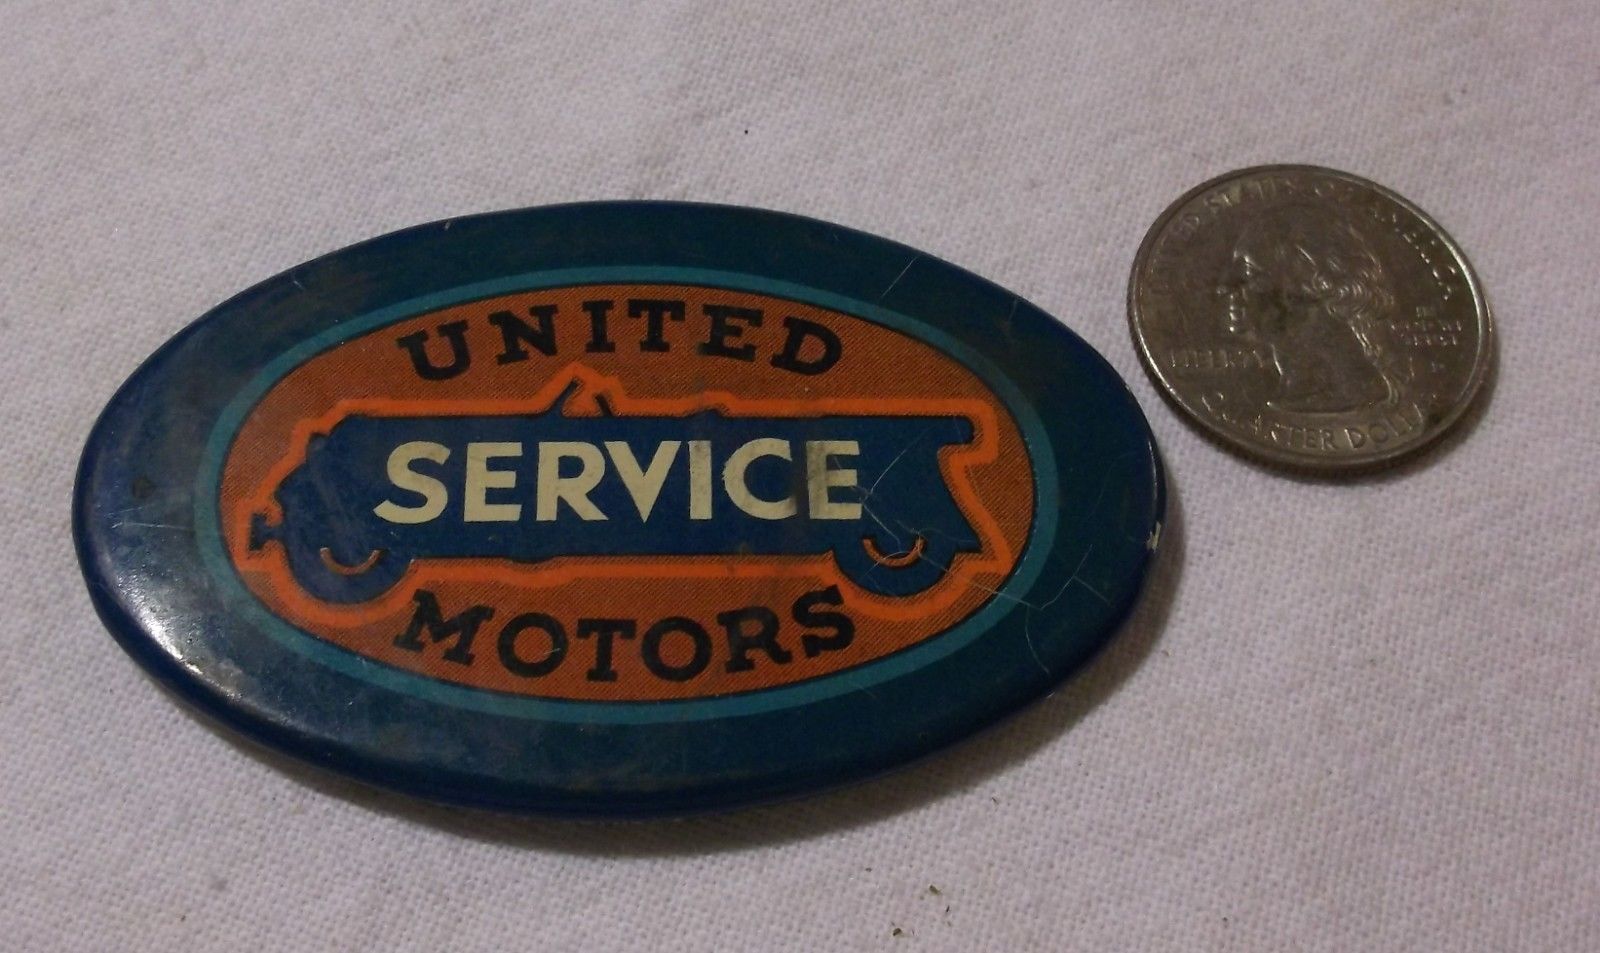 UNITED
SERVICE
MOTORS
UNITED STATES OF AMERICA
LIBERTY
IN
GOD WE
TRUST
QUARTER DOLLAR